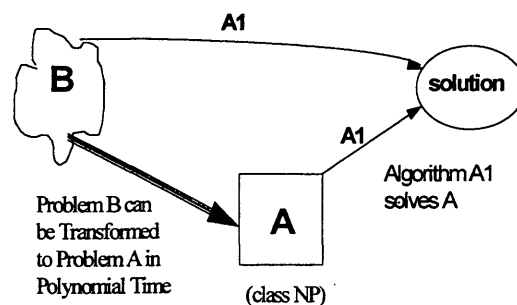 A1
B
solution
A1
Algorithm A1
solves A
A
Problem B can
be Transformed
to Problem A in
Polynomial Time
(class NP)